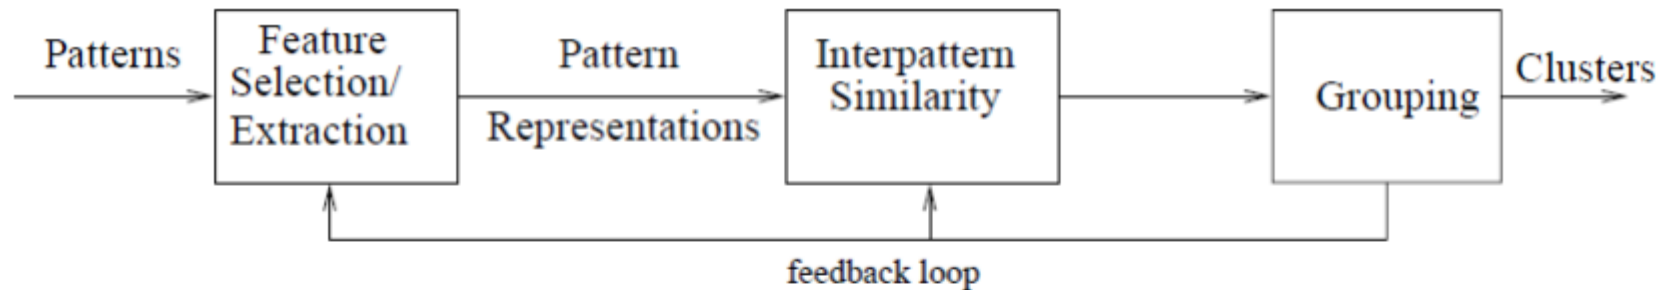 Patterns
Feature
Selection/
Extraction
Pattern
Representations
Interpattern
Similarity
Grouping
Clusters
feedback loop